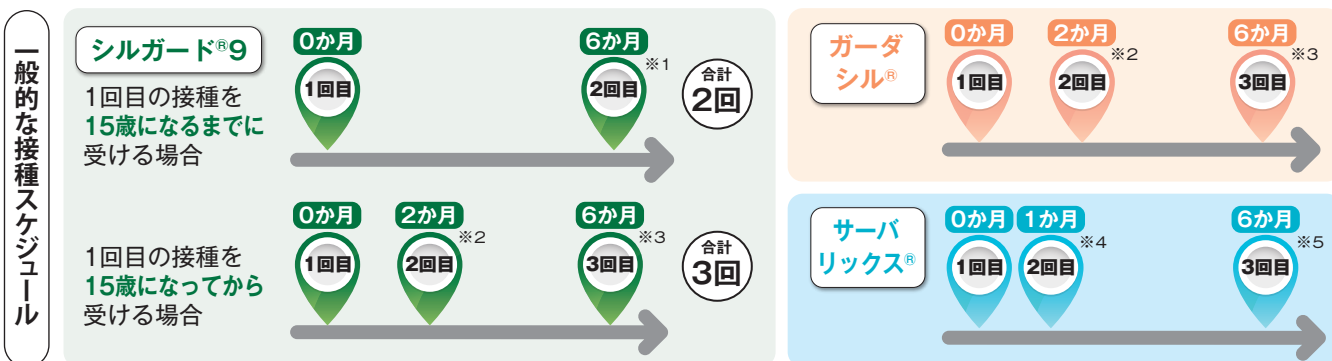 一般的な接種スケジュール
シルガード®9
1回目の接種を
15歳になるまでに
受ける場合
0か月
6か月
1回目
2回目
※1
合計
2回
1回目の接種を
15歳になってから
受ける場合
0か月
2か月
6か月
1回目
2回目
※2
3回目
※3
合計
3回
ガーダ
シル®
0か月
2か月
6か月
1回目
2回目
※2
3回目
※3
サーバ
リックス®
0か月
1か月
6か月
1回目
2回目
※4
3回目
※5